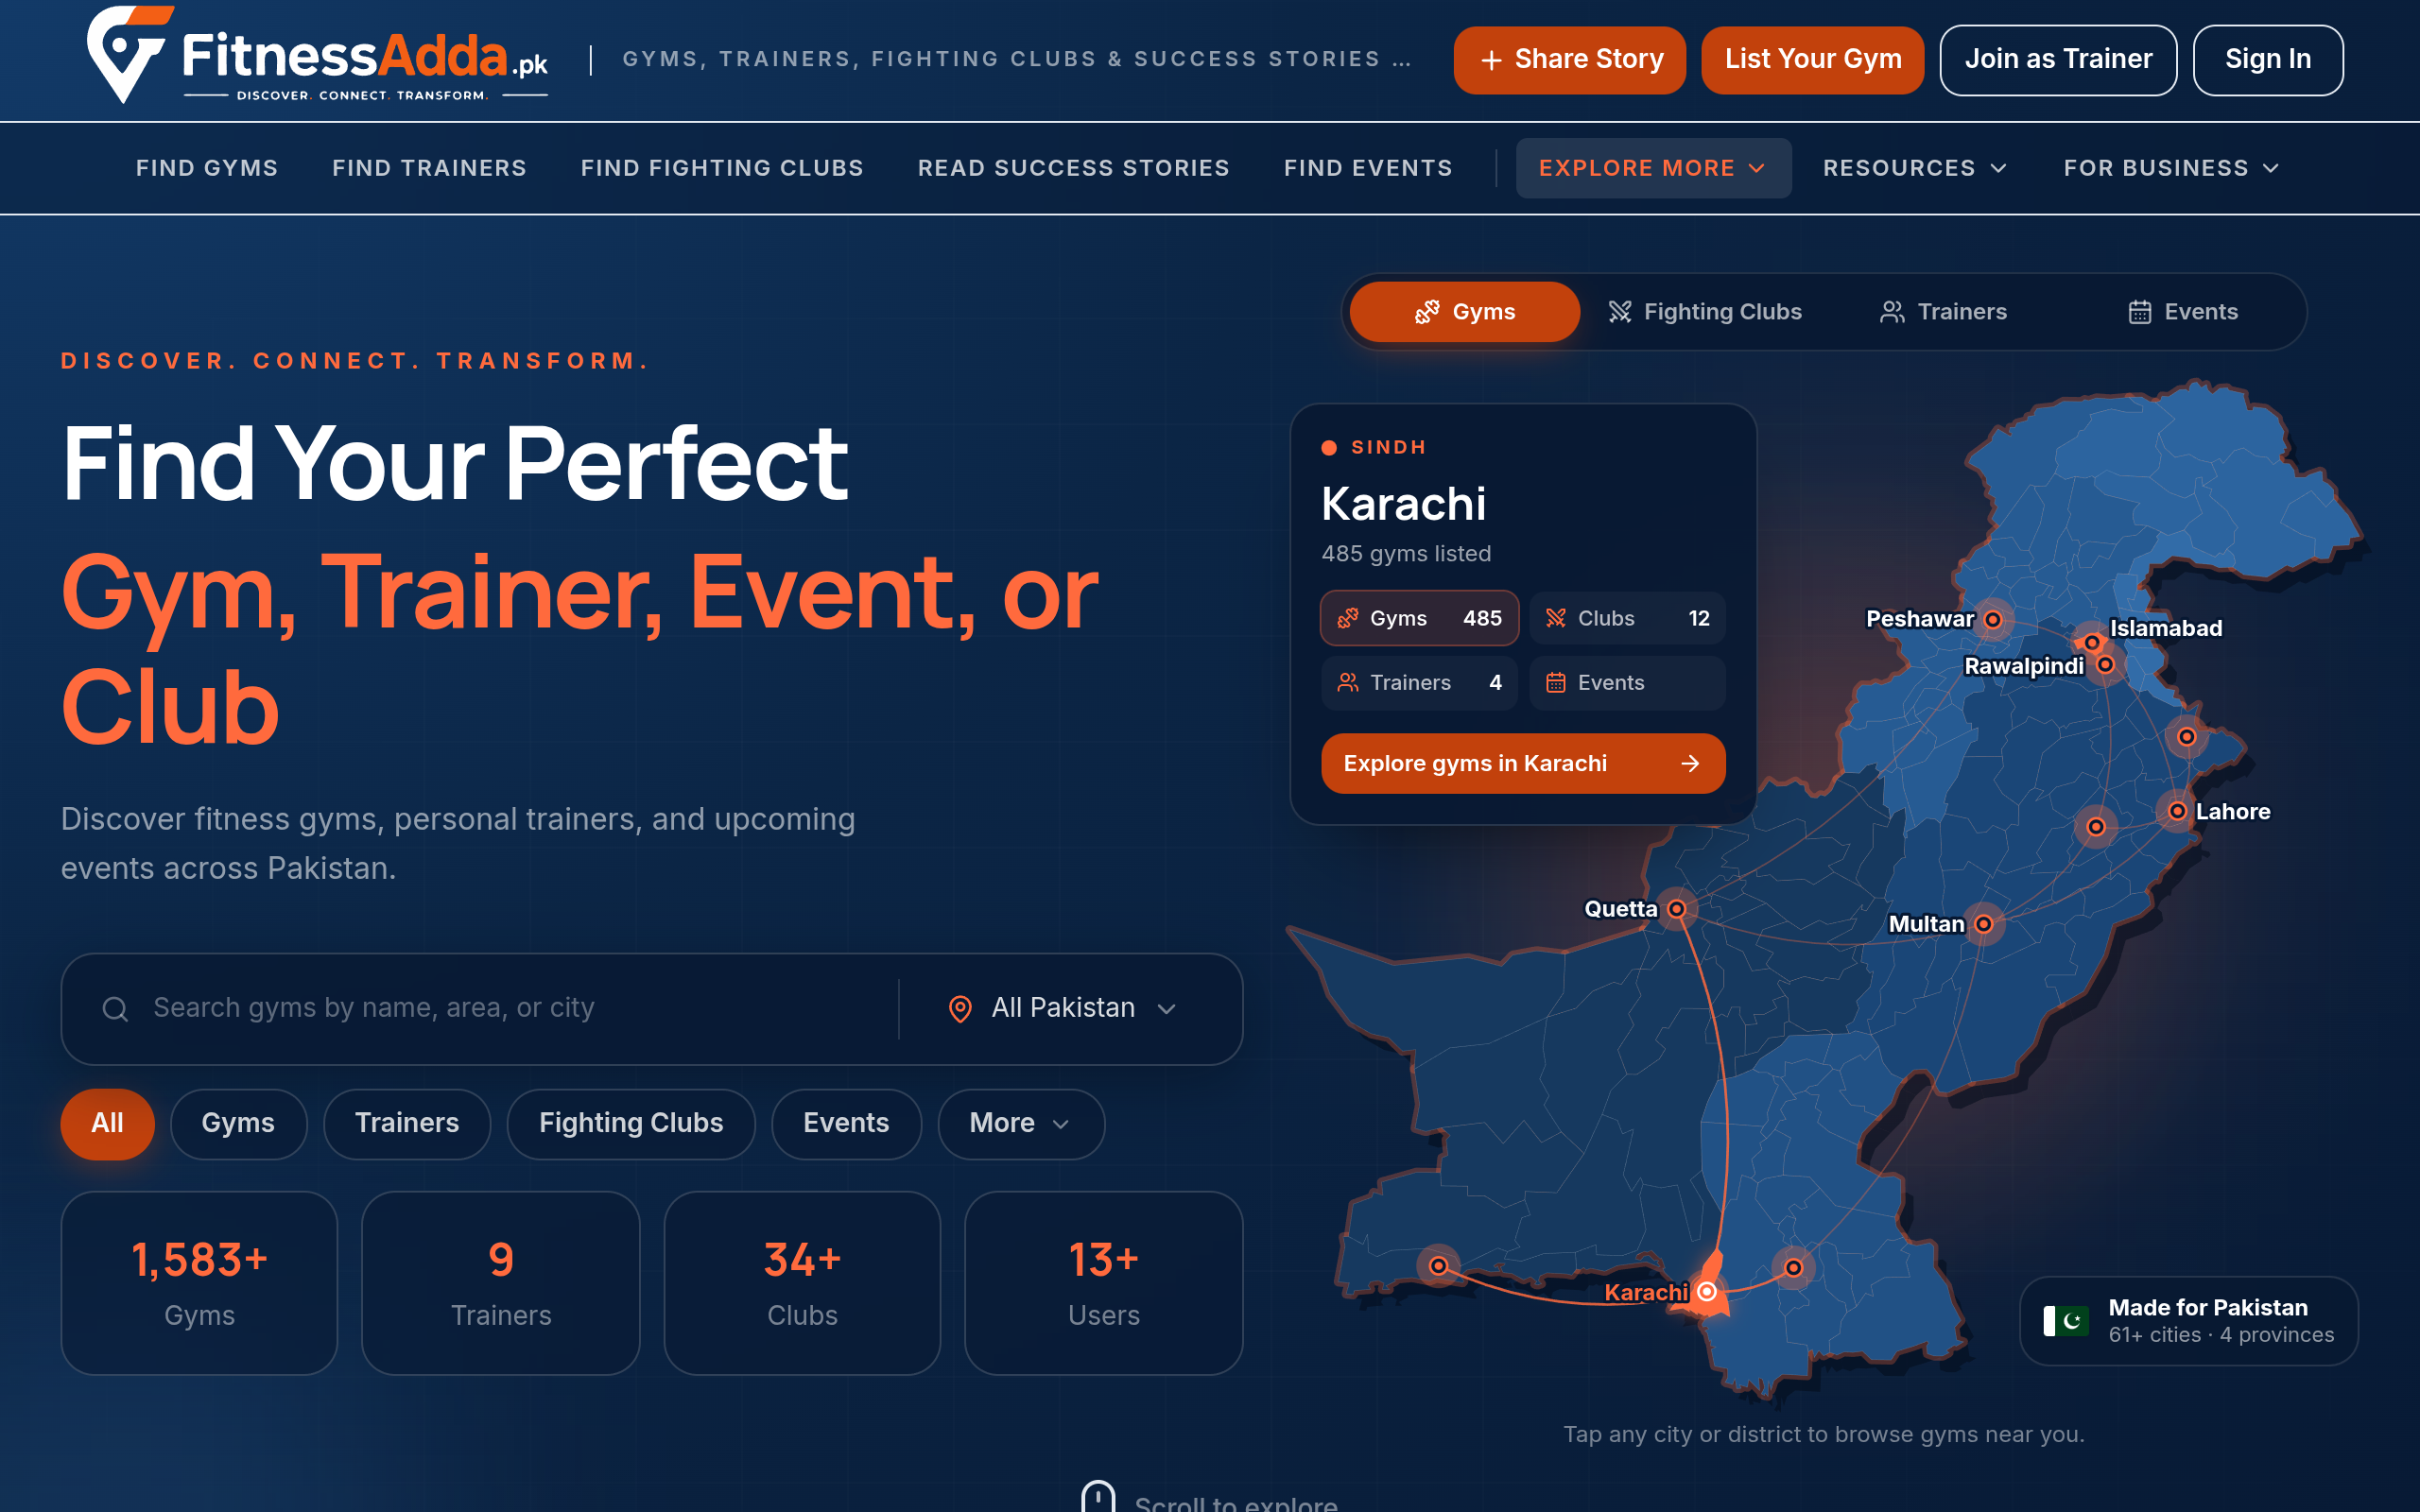 FitnessAdda.pk
DISCOVER. CONNECT. TRANSFORM.
GYMS, TRAINERS, FIGHTING CLUBS & SUCCESS STORIES ...
+ Share Story
List Your Gym
Join as Trainer
Sign In
FIND GYMS
FIND TRAINERS
FIND FIGHTING CLUBS
READ SUCCESS STORIES
FIND EVENTS
EXPLORE MORE
RESOURCES
FOR BUSINESS
DISCOVER. CONNECT. TRANSFORM.
Find Your Perfect
Gym, Trainer, Event, or
Club
Discover fitness gyms, personal trainers, and upcoming
events across Pakistan.
Search gyms by name, area, or city
All Pakistan
All
Gyms
Trainers
Fighting Clubs
Events
More
1,583+
Gyms
9
Trainers
34+
Clubs
13+
Users
Gyms
Fighting Clubs
Trainers
Events
SINDH
Karachi
485 gyms listed
Gyms 485
Clubs 12
Trainers 4
Events
Explore gyms in Karachi
Peshawar
Islamabad
Rawalpindi
Lahore
Quetta
Multan
Karachi
Made for Pakistan
61+ cities · 4 provinces
Tap any city or district to browse gyms near you.
Scroll to explore